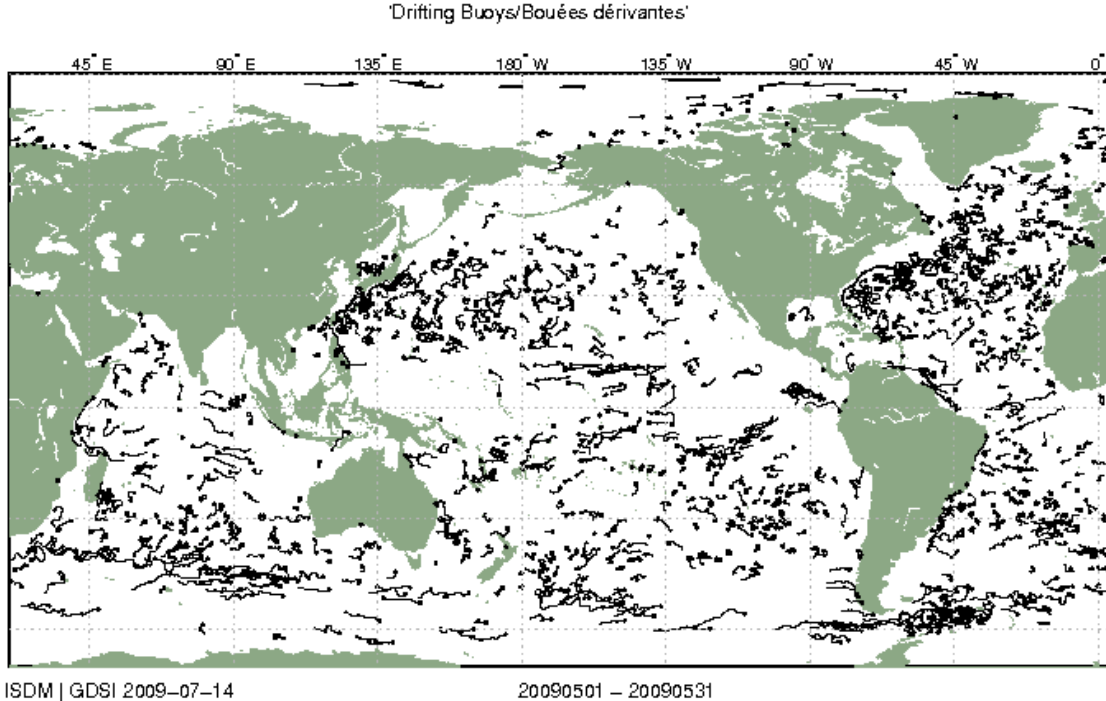 'Drifting Buoys/Bouées dérivantes'
45° E 90° E 135° E 180° W 135° W 90° W 45° W 0°
ISDM | GDSI 2009-07-14 20090501 - 20090531